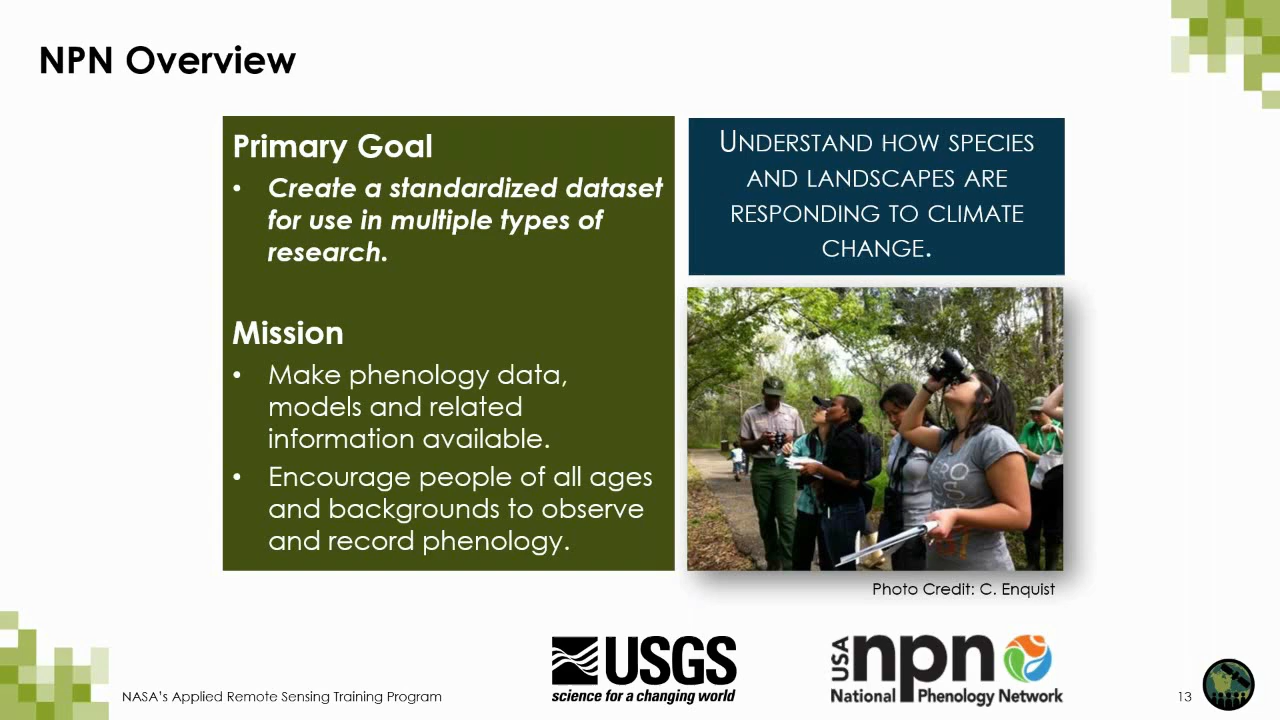 NPN Overview
Primary Goal
• Create a standardized dataset
for use in multiple types of
research.
Mission
• Make phenology data,
models and related
information available.
• Encourage people of all ages
and backgrounds to observe
and record phenology.
UNDERSTAND HOW SPECIES
AND LANDSCAPES ARE
RESPONDING TO CLIMATE
CHANGE.
Photo Credit: C. Enquist
USGS
science for a changing world
USA
npn
National Phenology Network
NASA's Applied Remote Sensing Training Program
13